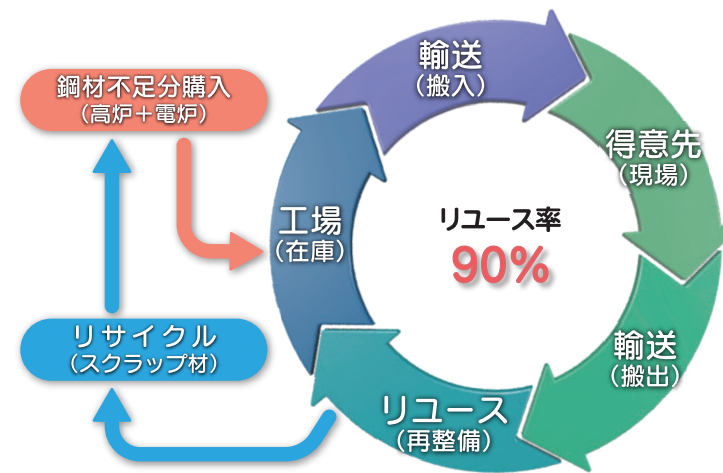 輸送
（搬入）
鋼材不足分購入
（高炉＋電炉）
得意先
（現場）
工場
（在庫）
リユース率
90%
リサイクル
（スクラップ材）
輸送
（搬出）
リユース
（再整備）